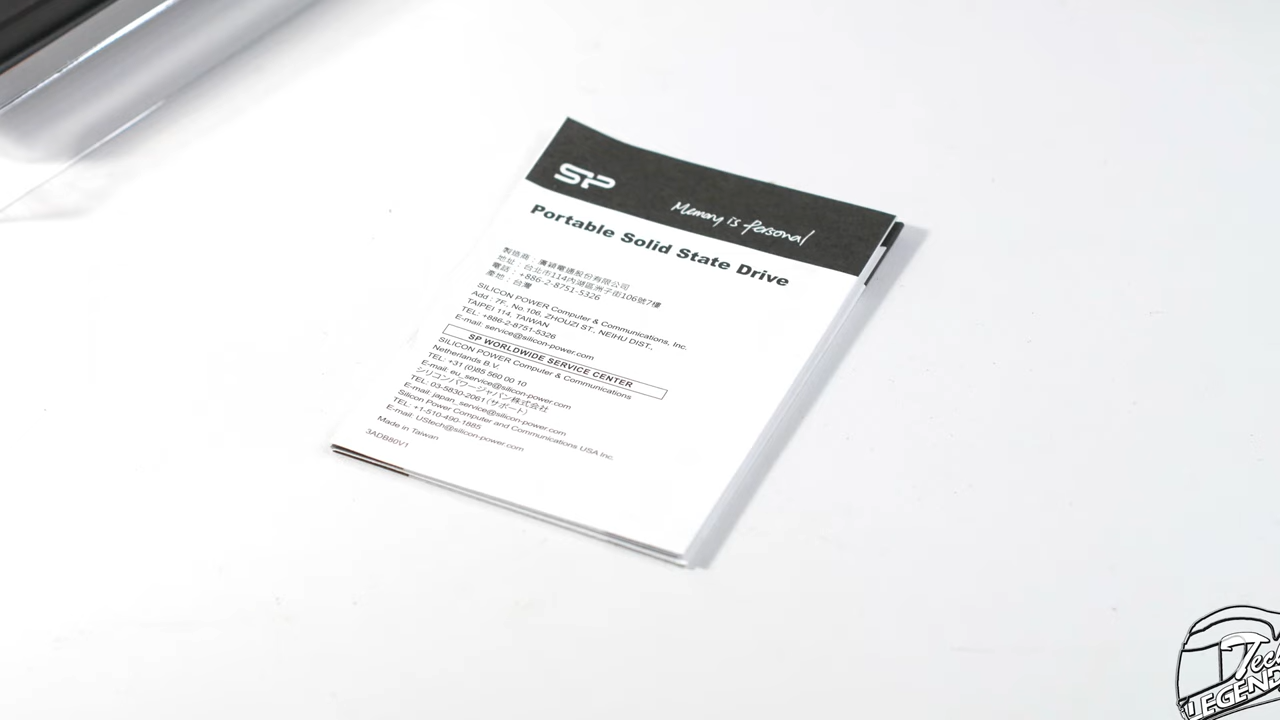 SP
Memory is Personal
Portable Solid State Drive
製造商：廣穎電通股份有限公司
地址：台北市114內湖區洲子街106號7樓
電話：+886-2-8751-5326
產地：台灣
SILICON POWER Computer & Communications, Inc.
Add : 7F., No.106, ZHOUZI ST., NEIHU DIST.,
TAIPEI 114, TAIWAN
TEL: +886-2-8751-5326
E-mail: service@silicon-power.com
SP WORLDWIDE SERVICE CENTER
SILICON POWER Computer & Communications
Netherlands B.V.
TEL: +31 (0)85 560 00 10
E-mail: eu_service@silicon-power.com
シリコンパワージャパン株式会社
TEL: 03-5830-2061 (サポート)
E-mail: japan_service@silicon-power.com
Silicon Power Computer and Communications USA Inc.
TEL: +1-510-490-1885
E-mail: UStech@silicon-power.com
Made in Taiwan
3ADB80V1
Tech
LEGEND